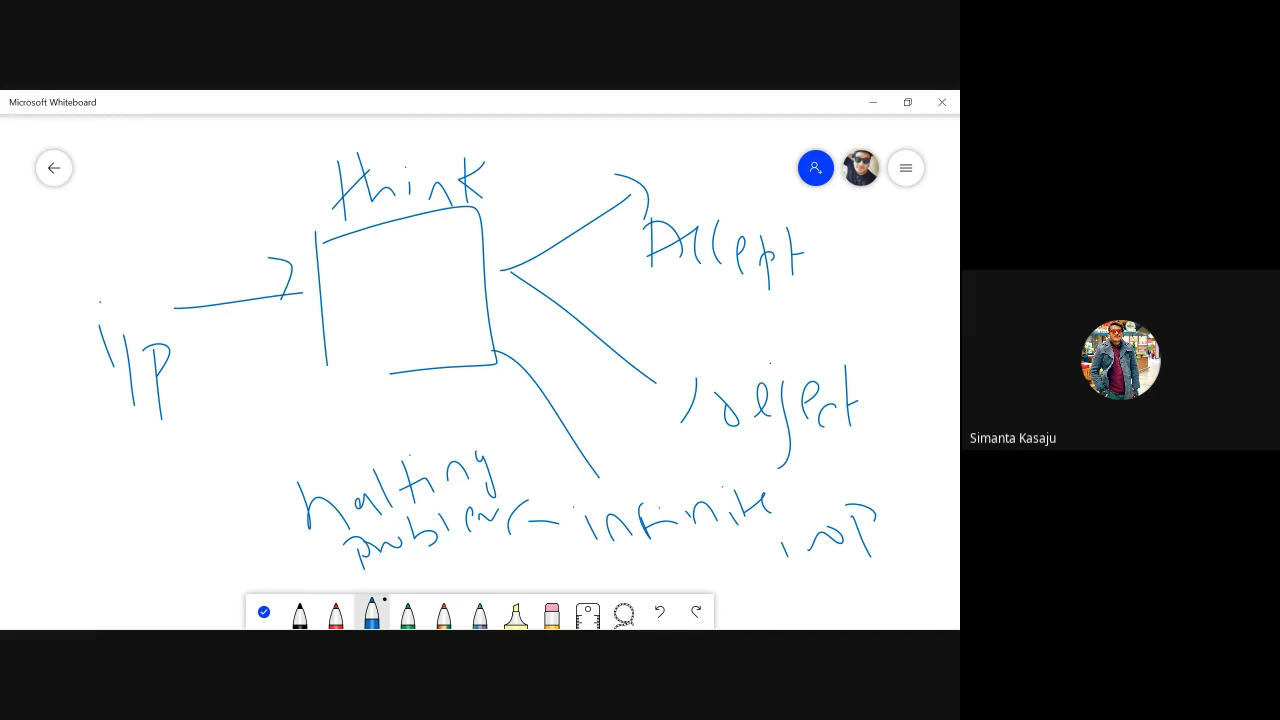 Microsoft Whiteboard
think
Accept
i/p
reject
halting
problem
infinite
loop
Simanta Kasaju